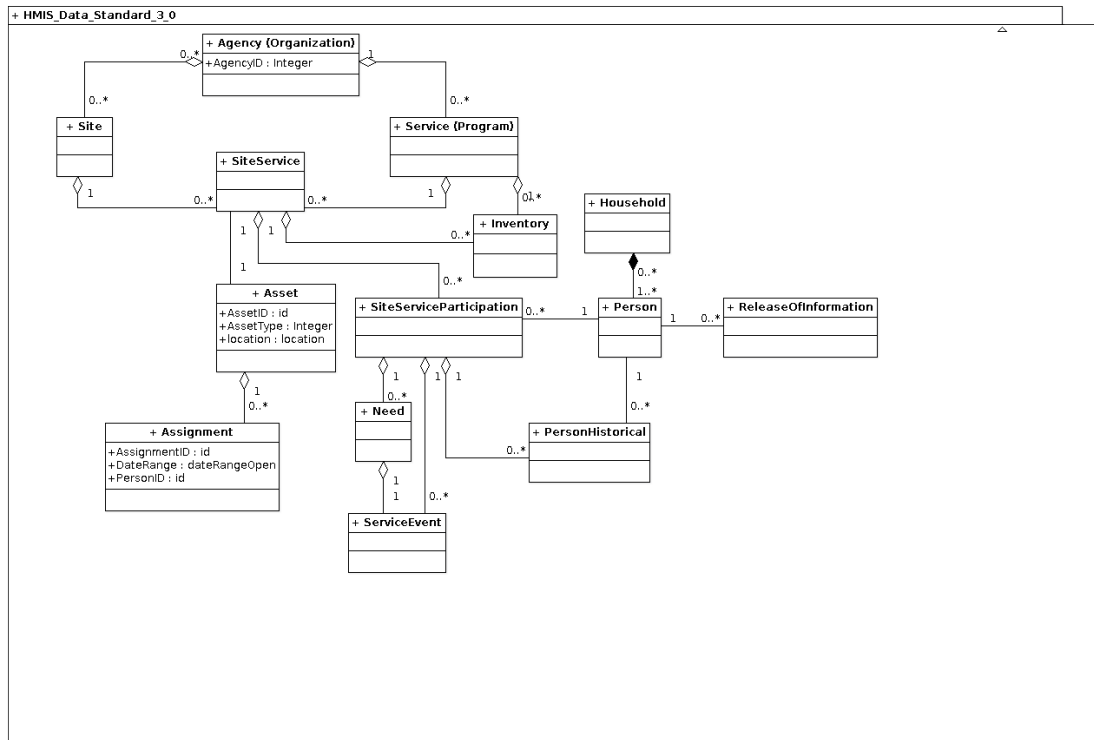 + HMIS_Data_Standard_3_0
+ Agency {Organization}
+AgencyID : Integer
0..*
1
0..*
0..*
+ Site
+ Service {Program}
+ SiteService
1
0..*
1
0..*
0..*
1
+ Household
+ Inventory
1
1
0..*
0..*
1
0..*
1..*
+ Asset
+AssetID : id
+AssetType : Integer
+location : location
+ SiteServiceParticipation
0..*
1
+ Person
1
0..*
+ ReleaseOfInformation
1
0..*
1
1
1
0..*
1
0..*
+ Assignment
+AssignmentID : id
+DateRange : dateRangeOpen
+PersonID : id
+ Need
+ PersonHistorical
0..*
1
1
0..*
+ ServiceEvent